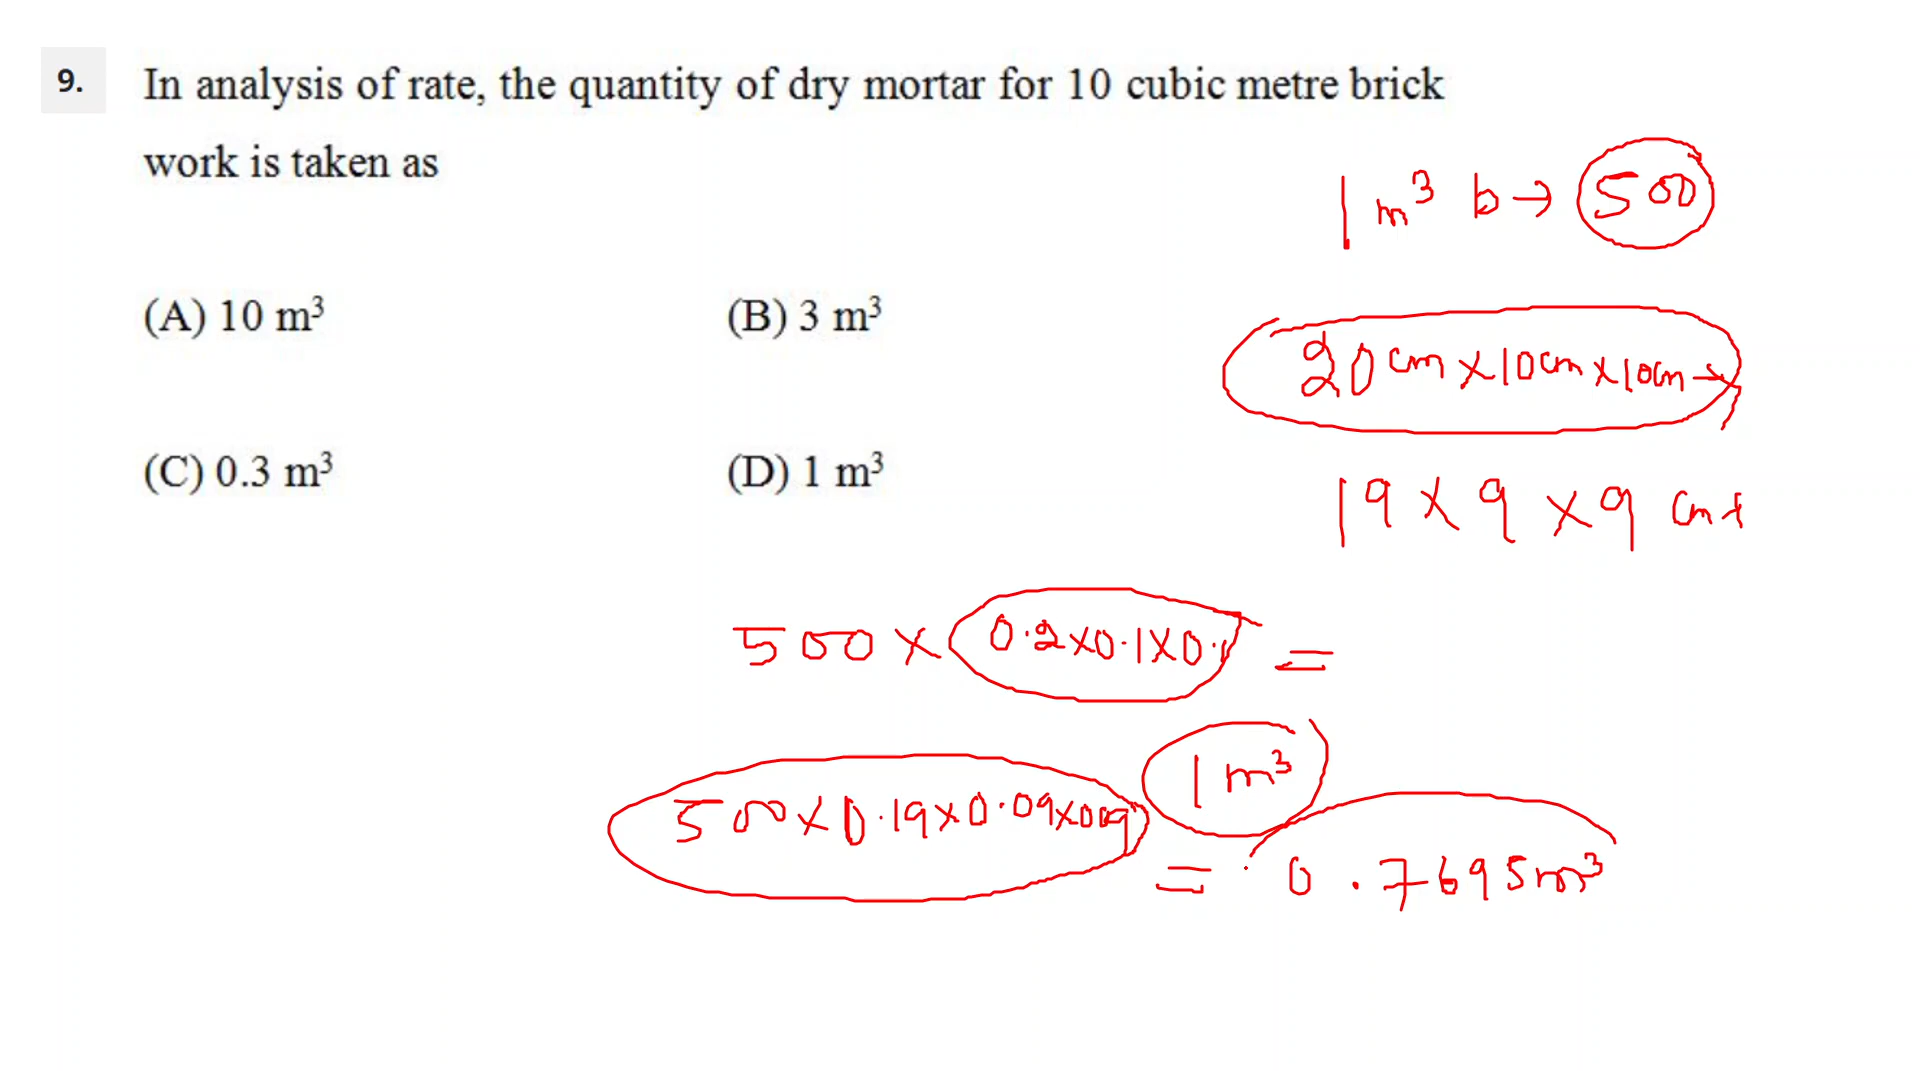 9. In analysis of rate, the quantity of dry mortar for 10 cubic metre brick
work is taken as
1 m³ b → 500
(A) 10 m³ (B) 3 m³
20 cm × 10 cm × 10 cm →
(C) 0.3 m³ (D) 1 m³
19 × 9 × 9 cm
500 × 0.2 × 0.1 × 0.1 =
1 m³
500 × 0.19 × 0.09 × 009
= 0.7695 m³